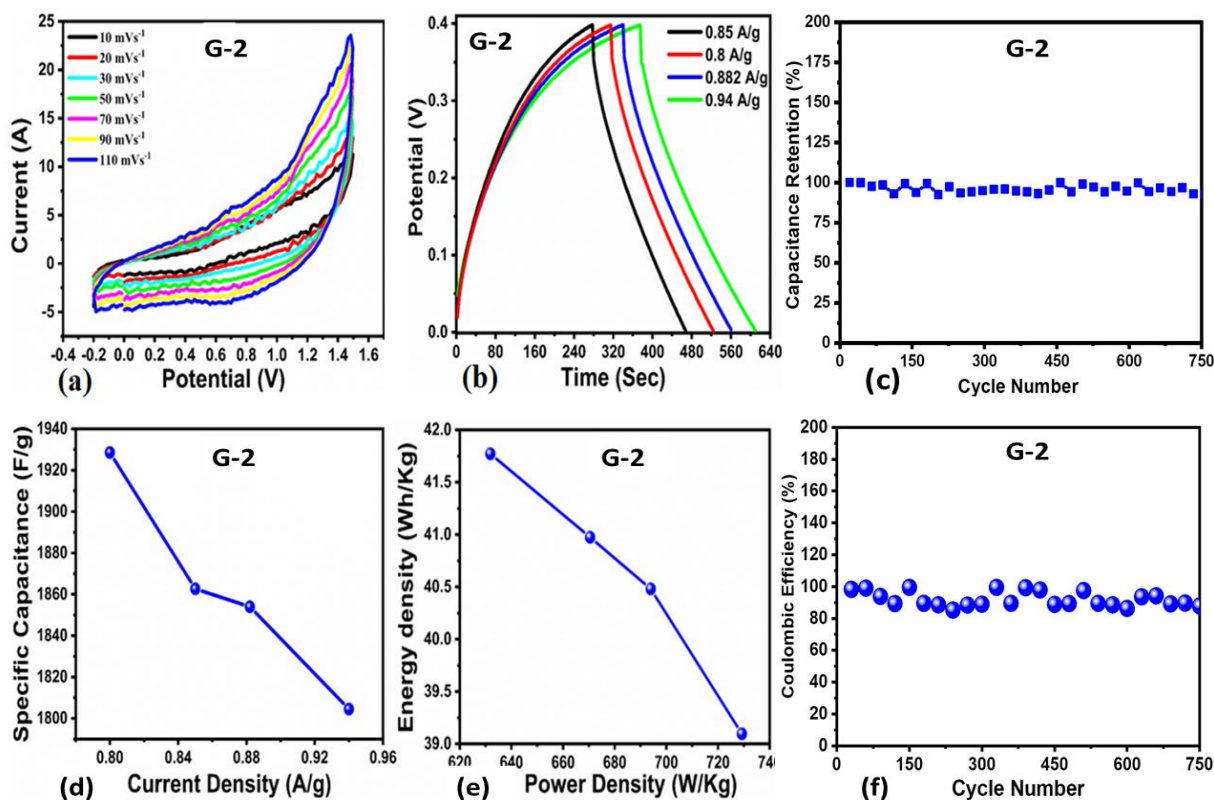 G-2
10 mVs⁻¹
20 mVs⁻¹
30 mVs⁻¹
50 mVs⁻¹
70 mVs⁻¹
90 mVs⁻¹
110 mVs⁻¹
Current (A)
25
20
15
10
5
0
-5
-0.4 -0.2 0.0 0.2 0.4 0.6 0.8 1.0 1.2 1.4 1.6
(a) Potential (V)
G-2
0.85 A/g
0.8 A/g
0.882 A/g
0.94 A/g
Potential (V)
0.4
0.3
0.2
0.1
0.0
0 80 160 240 320 400 480 560 640
(b) Time (Sec)
G-2
Capacitance Retention (%)
200
175
150
125
100
75
50
25
0
0 150 300 450 600 750
(c) Cycle Number
G-2
Specific Capacitance (F/g)
1940
1920
1900
1880
1860
1840
1820
1800
0.80 0.84 0.88 0.92 0.96
(d) Current Density (A/g)
G-2
Energy density (Wh/Kg)
42.0
41.5
41.0
40.5
40.0
39.5
39.0
620 640 660 680 700 720 740
(e) Power Density (W/Kg)
G-2
Coulombic Efficiency (%)
200
180
160
140
120
100
80
60
40
20
0
0 150 300 450 600 750
(f) Cycle Number